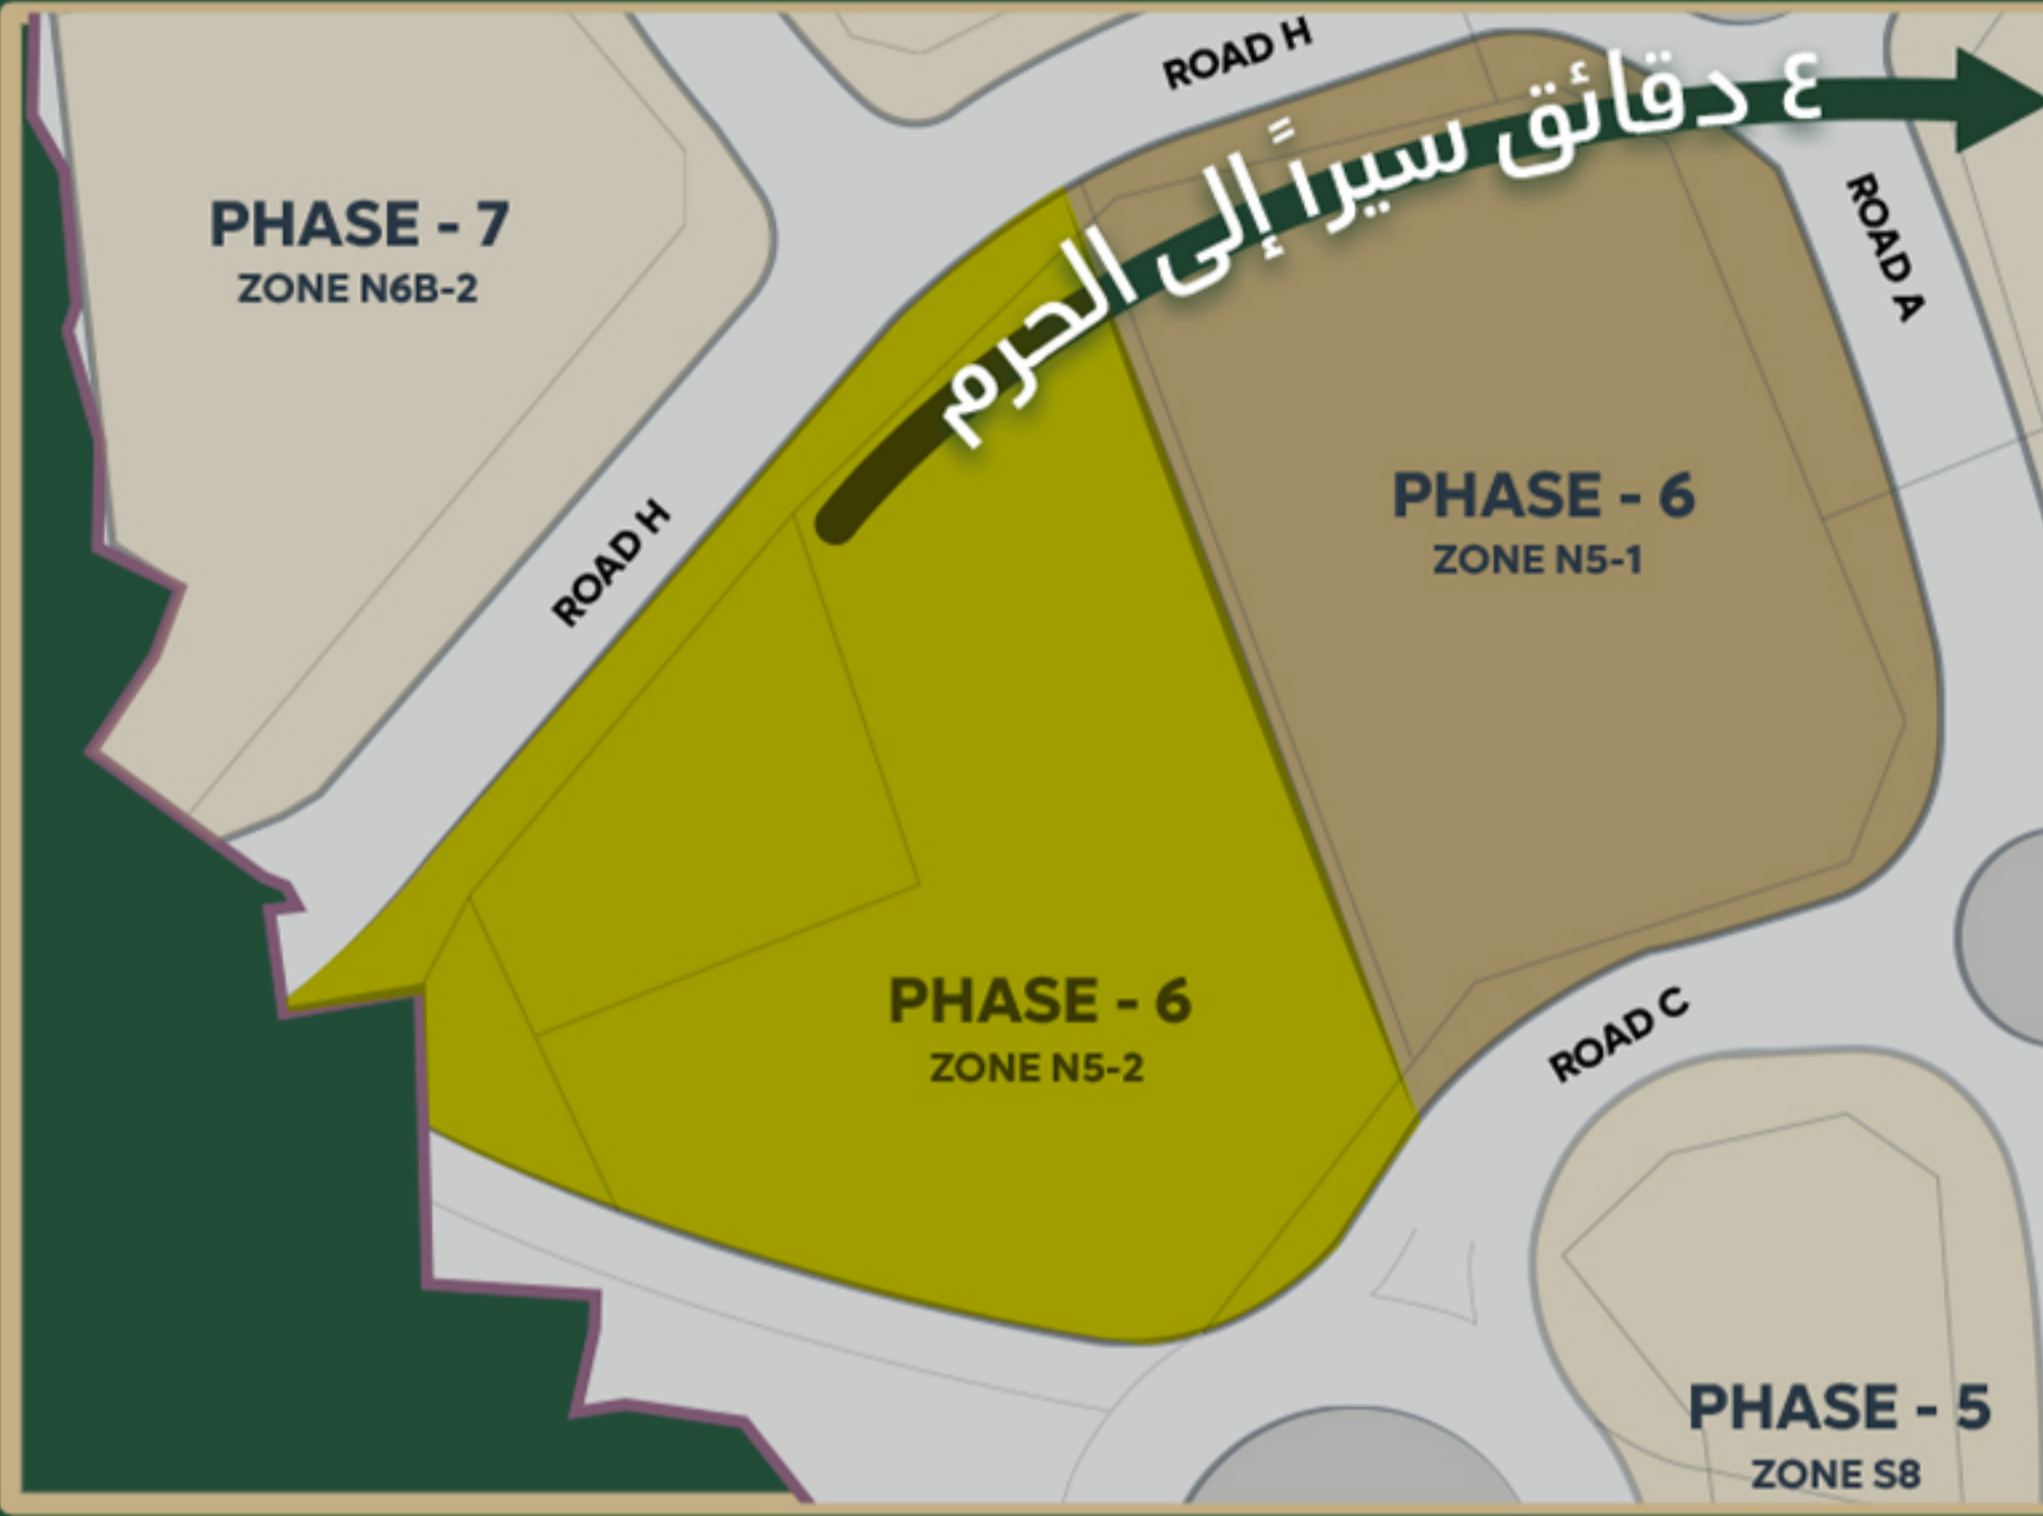 ROAD H
٤ دقائق سيراً إلى الحرم
ROAD A
PHASE - 7
ZONE N6B-2
ROAD H
PHASE - 6
ZONE N5-1
PHASE - 6
ZONE N5-2
ROAD C
PHASE - 5
ZONE S8